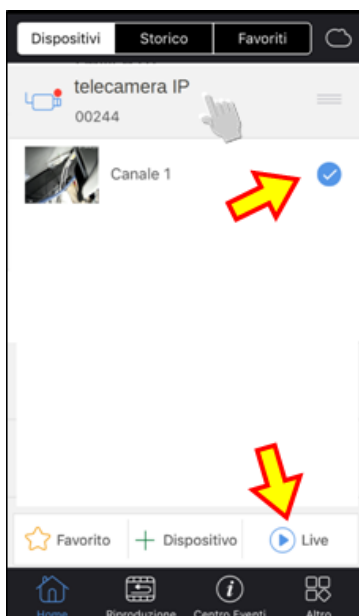 Dispositivi Storico Favoriti
telecamera IP
00244
Canale 1
Favorito + Dispositivo Live
Home Riproduzione Centro Eventi Altro